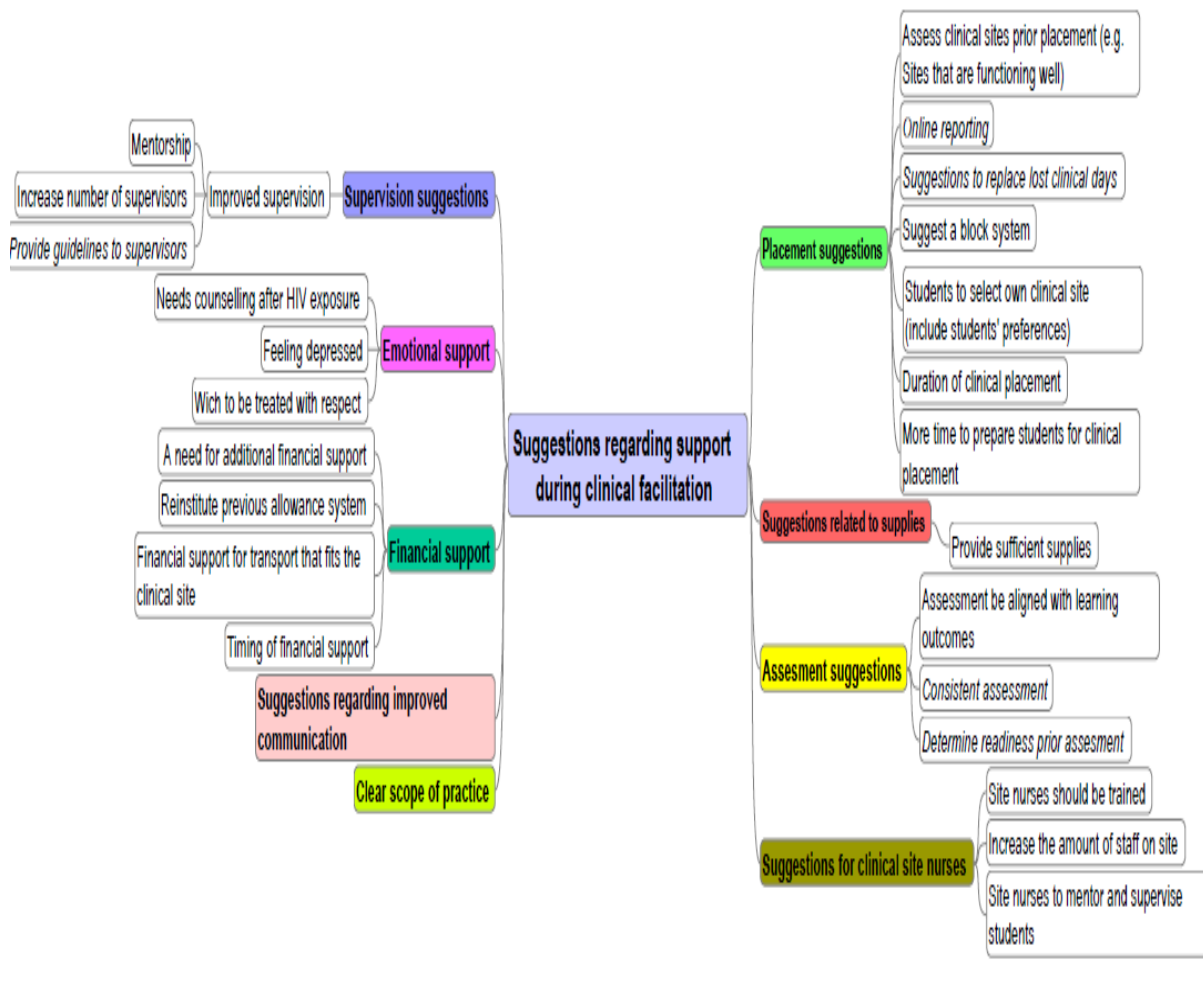 Suggestions regarding support
during clinical facilitation
Supervision suggestions
Improved supervision
Mentorship
Increase number of supervisors
Provide guidelines to supervisors
Emotional support
Needs counselling after HIV exposure
Feeling depressed
Wich to be treated with respect
Financial support
A need for additional financial support
Reinstitute previous allowance system
Financial support for transport that fits the
clinical site
Timing of financial support
Suggestions regarding improved
communication
Clear scope of practice
Placement suggestions
Assess clinical sites prior placement (e.g.
Sites that are functioning well)
Online reporting
Suggestions to replace lost clinical days
Suggest a block system
Students to select own clinical site
(include students' preferences)
Duration of clinical placement
More time to prepare students for clinical
placement
Suggestions related to supplies
Provide sufficient supplies
Assesment suggestions
Assessment be aligned with learning
outcomes
Consistent assessment
Determine readiness prior assesment
Suggestions for clinical site nurses
Site nurses should be trained
Increase the amount of staff on site
Site nurses to mentor and supervise
students